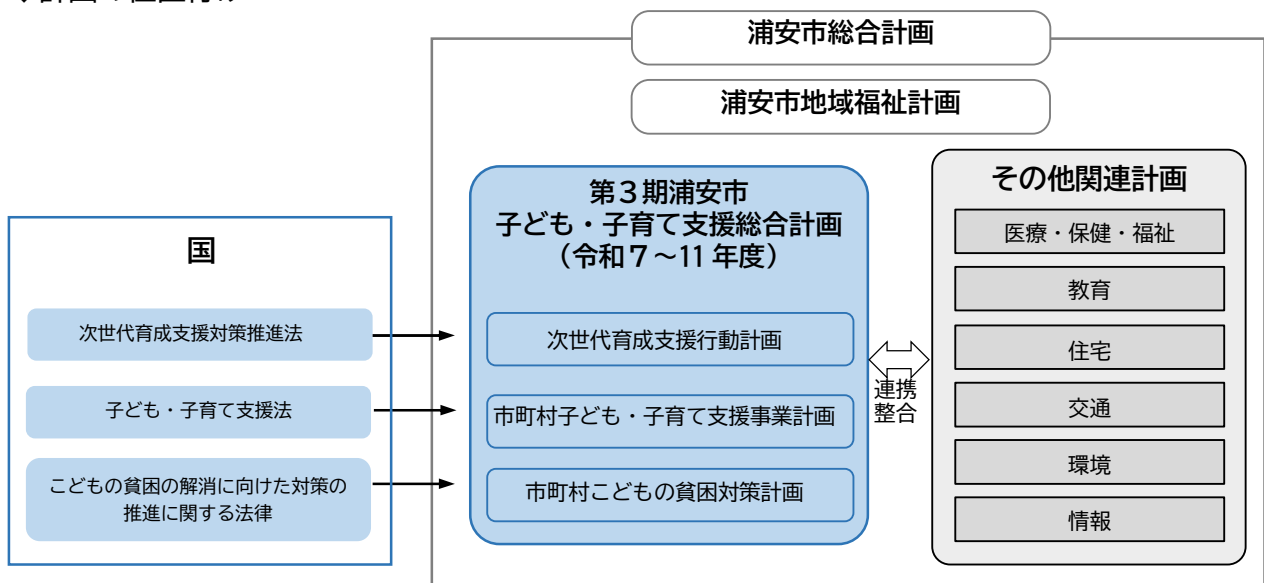 浦安市総合計画
浦安市地域福祉計画
国
次世代育成支援対策推進法
子ども・子育て支援法
こどもの貧困の解消に向けた対策の
推進に関する法律
第3期浦安市
子ども・子育て支援総合計画
（令和7～11年度）
次世代育成支援行動計画
市町村子ども・子育て支援事業計画
市町村こどもの貧困対策計画
連携
整合
その他関連計画
医療・保健・福祉
教育
住宅
交通
環境
情報